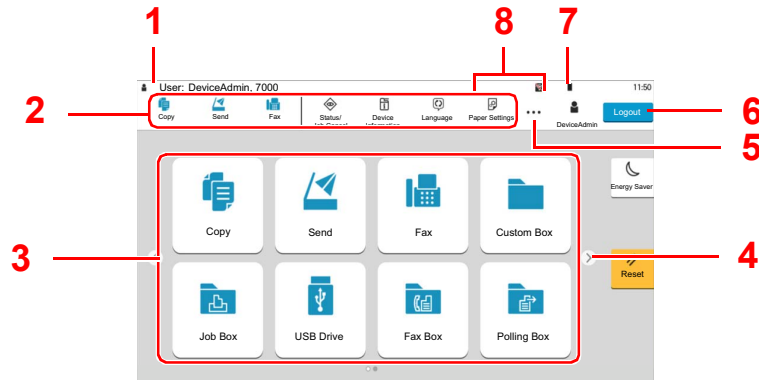 1
8
7
User: DeviceAdmin, 7000
11:50
2
Copy
Send
Fax
Status/
Device
Language
Paper Settings
DeviceAdmin
Logout
6
5
Copy
Send
Fax
Custom Box
Energy Saver
3
4
Reset
Job Box
USB Drive
Fax Box
Polling Box